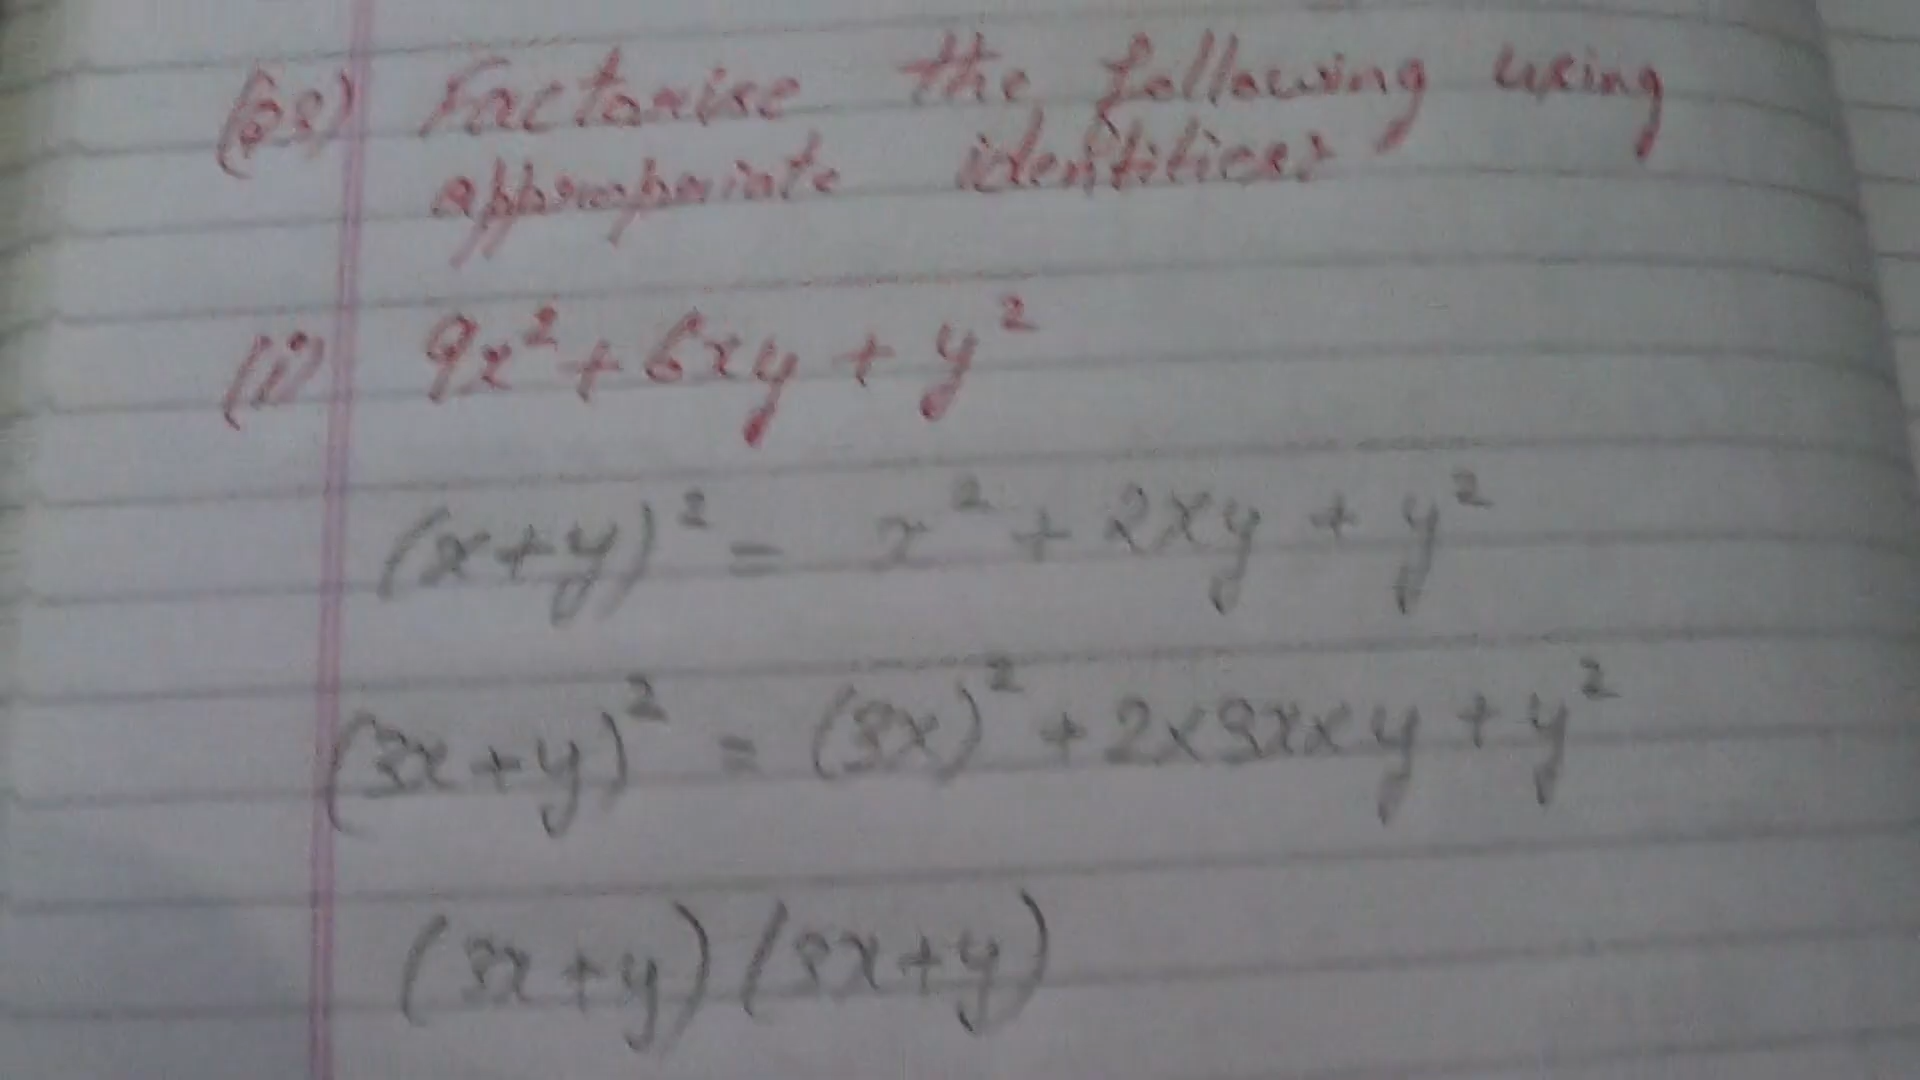 (Q3) Factorise the following using
appropriate identities:
(i) 9x² + 6xy + y²
(x+y)² = x² + 2xy + y²
(3x+y)² = (3x)² + 2×3x×y + y²
(3x+y) (3x+y)